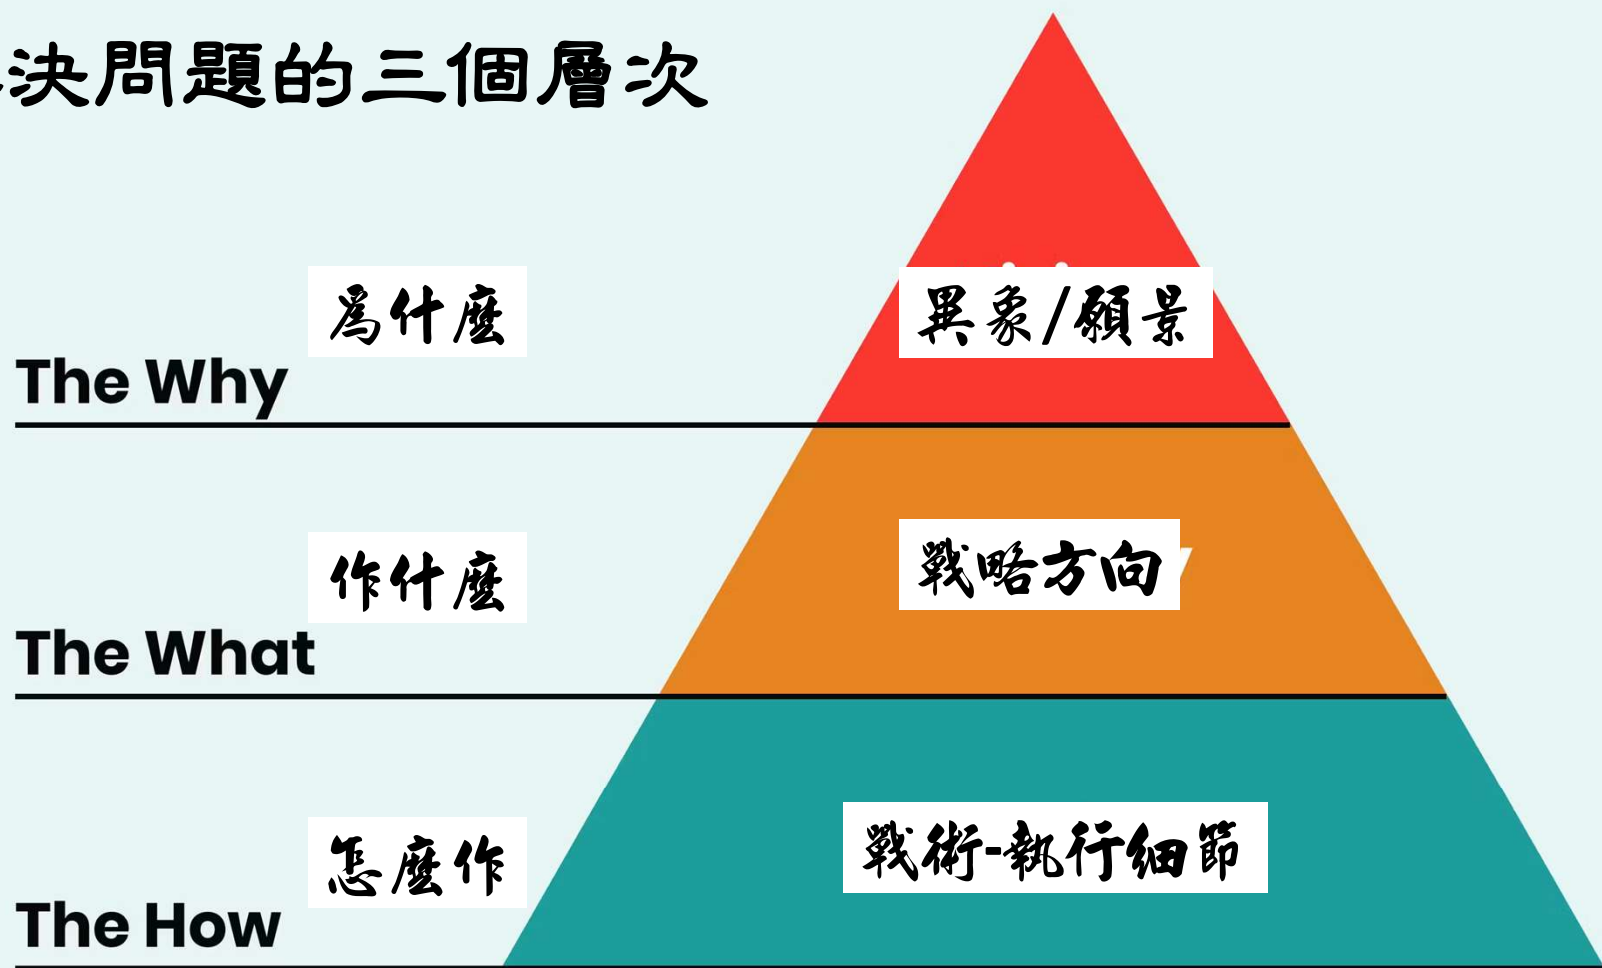 決問題的三個層次
為什麼
異象/願景
The Why
作什麼
戰略方向
The What
怎麼作
戰術-執行細節
The How